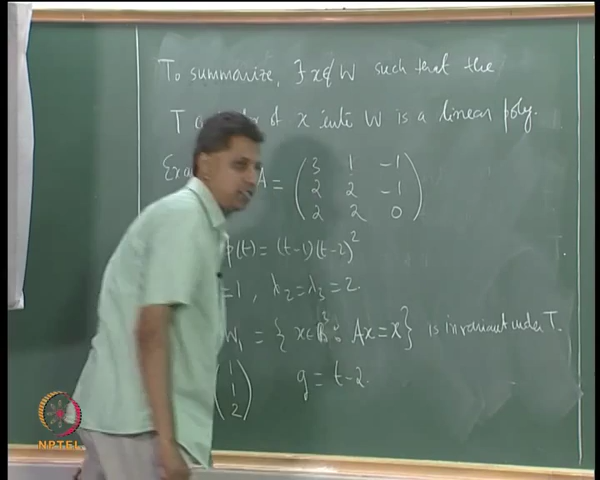 To summarize, ∃ x∉W such that the
T of x into W is a linear poly.
A = ( 3 1 -1
2 2 -1
2 2 0 )
p(t) = (t-1)(t-2)²
=1, λ₂ = λ₃ = 2.
W₁ = { x∈ℝ³ : Ax = x } is invariant under T.
( 1
1
2 )
g = t-2.
NPTEL